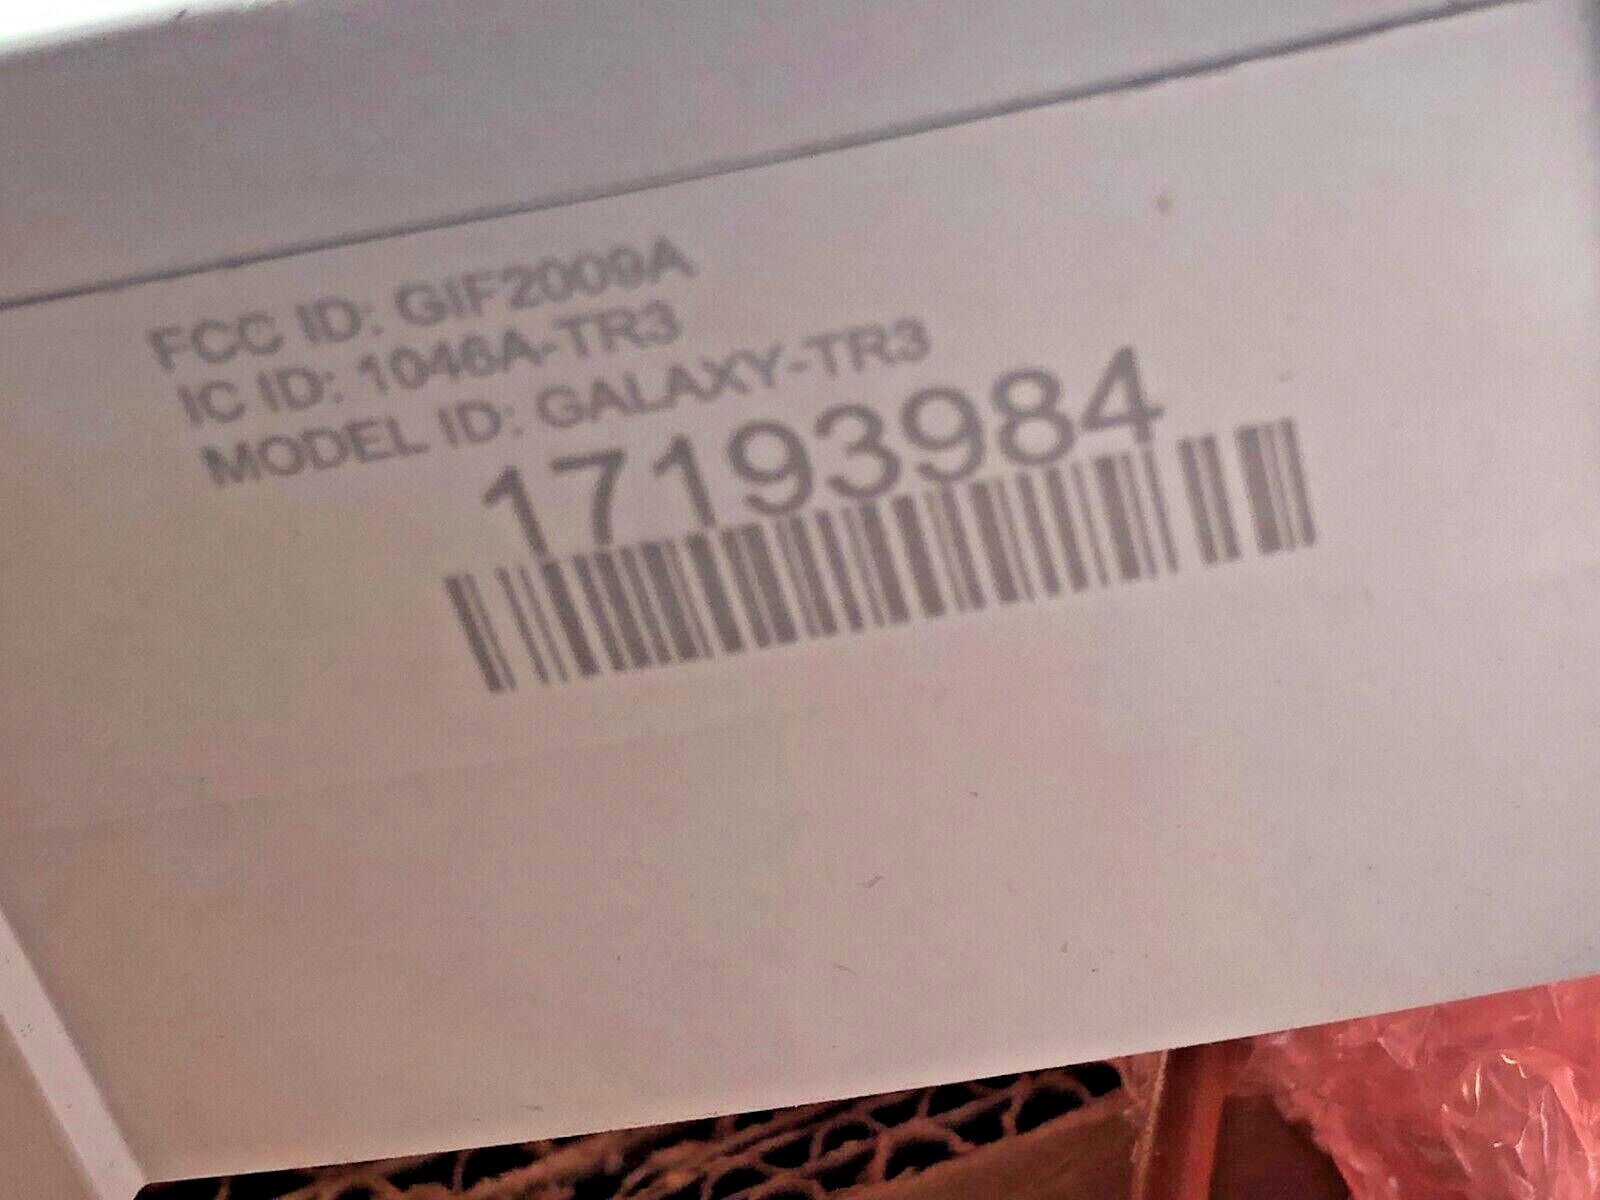 FCC ID: GIF2009A
IC ID: 1046A-TR3
MODEL ID: GALAXY-TR3
17193984